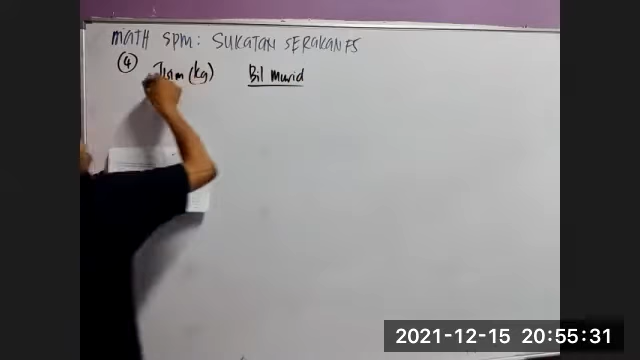 math spm: SUKATAN SERAKAN F5
④ Jisim (kg) Bil Murid
2021-12-15 20:55:31